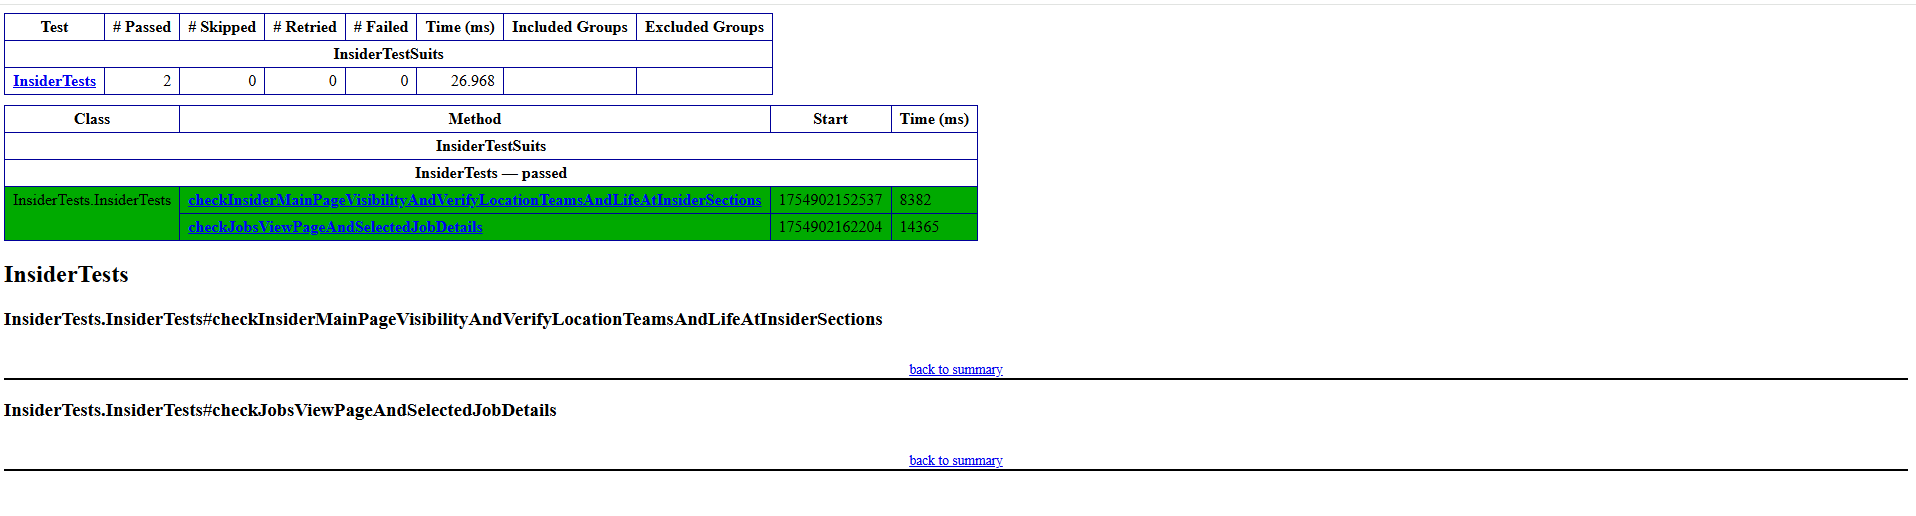 Test # Passed # Skipped # Retried # Failed Time (ms) Included Groups Excluded Groups
InsiderTestSuits
InsiderTests 2 0 0 0 26.968
Class Method Start Time (ms)
InsiderTestSuits
InsiderTests — passed
InsiderTests.InsiderTests checkInsiderMainPageVisibilityAndVerifyLocationTeamsAndLifeAtInsiderSections 1754902152537 8382
checkJobsViewPageAndSelectedJobDetails 1754902162204 14365
InsiderTests
InsiderTests.InsiderTests#checkInsiderMainPageVisibilityAndVerifyLocationTeamsAndLifeAtInsiderSections
back to summary
InsiderTests.InsiderTests#checkJobsViewPageAndSelectedJobDetails
back to summary